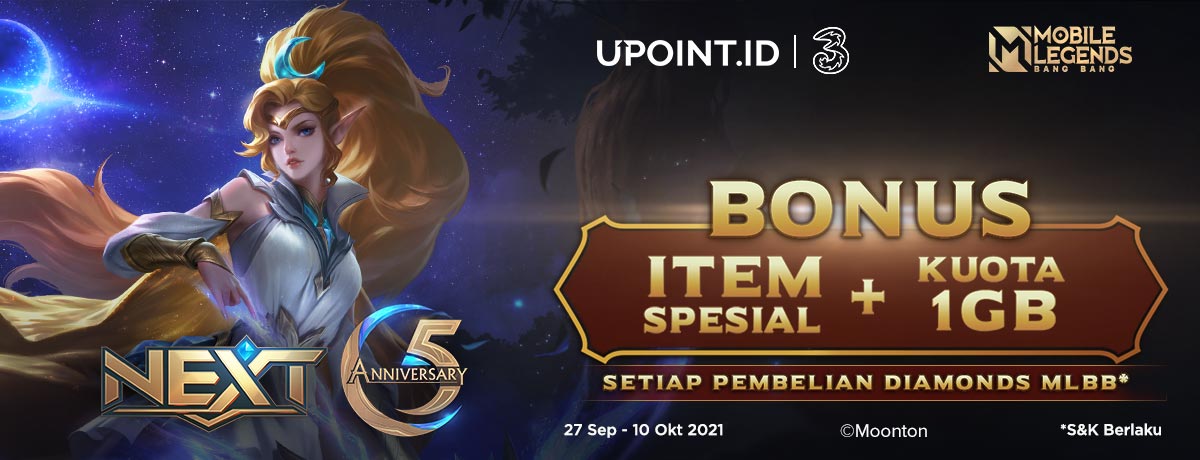 UPOINT.ID | 3
MOBILE
LEGENDS
BANG BANG
BONUS
ITEM
SPESIAL
+
KUOTA
1GB
SETIAP PEMBELIAN DIAMONDS MLBB*
NEXT
5
ANNIVERSARY
27 Sep - 10 Okt 2021
©Moonton
*S&K Berlaku